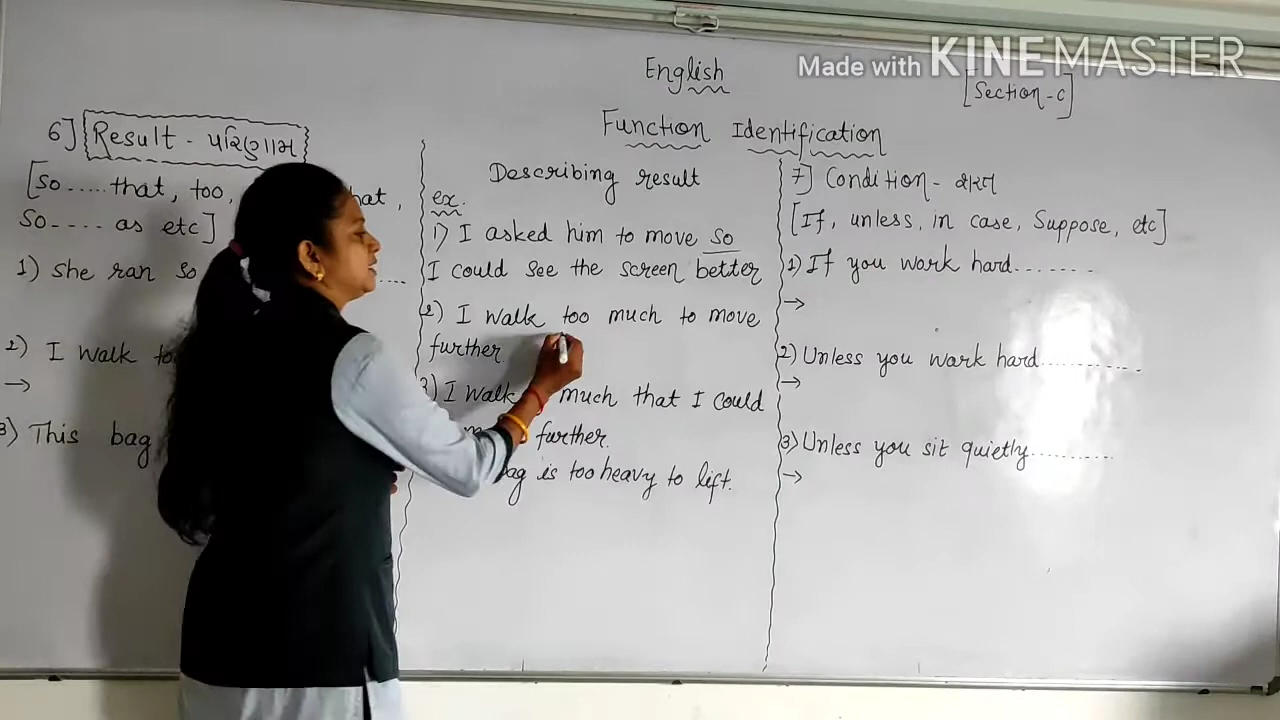 Made with KINEMASTER
English
[Section-C]
Function Identification
6] Result - પરિણામ
[So.....that, too, hat,
So.... as etc]
1) She ran so ....
2) I walk to
→
3) This bag
Describing result
ex.
1) I asked him to move so
I could see the screen better
2) I walk too much to move
further
3) I walk much that I could
further.
bag is too heavy to lift.
7] Condition - શરત
[If, unless, in case, Suppose, etc]
1) If you work hard.......
→
2) Unless you work hard............
→
3) Unless you sit quietly..........
→